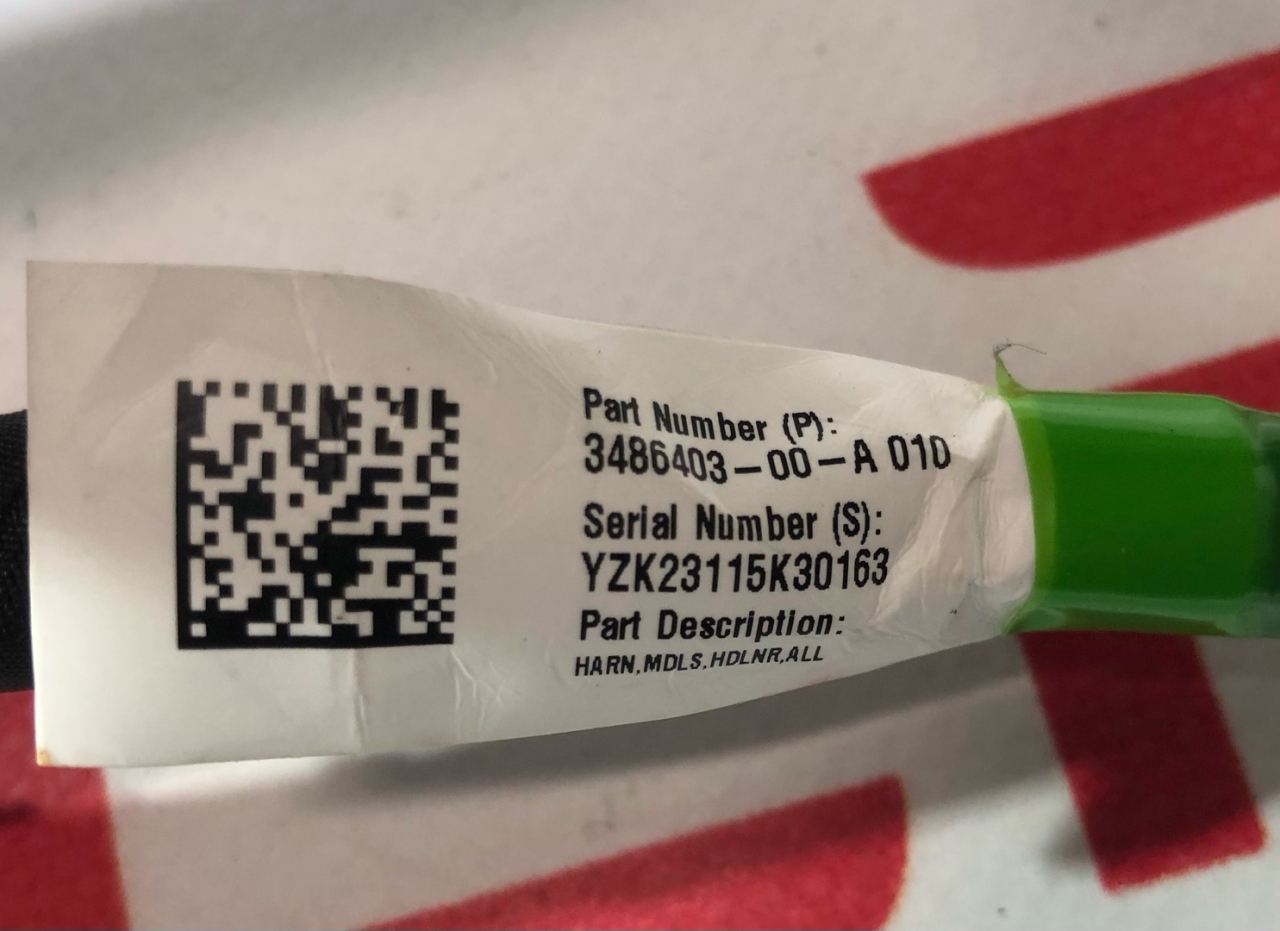 Part Number (P):
3486403-00-A 010
Serial Number (S):
YZK23115K30163
Part Description:
HARN,MDLS,HDLNR,ALL